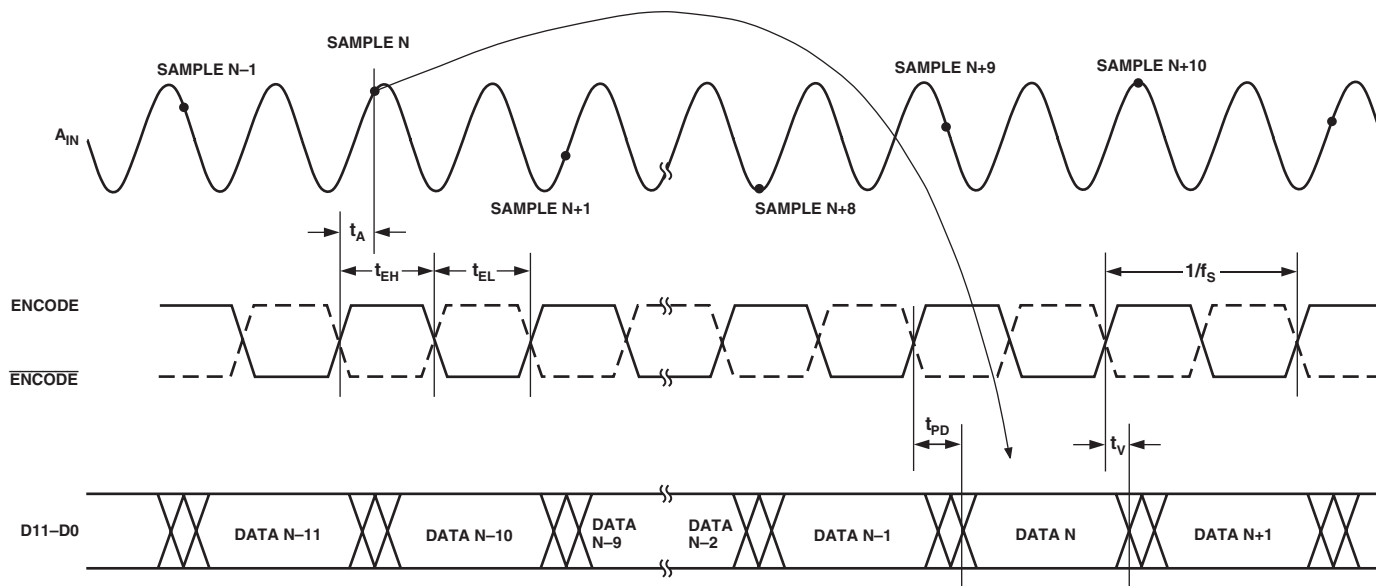 SAMPLE N
SAMPLE N–1
SAMPLE N+9
SAMPLE N+10
AIN
SAMPLE N+1
SAMPLE N+8
tA
tEH
tEL
1/fS
ENCODE
ENCODE
tPD
tV
D11–D0
DATA N–11
DATA N–10
DATA
N–9
DATA
N–2
DATA N–1
DATA N
DATA N+1